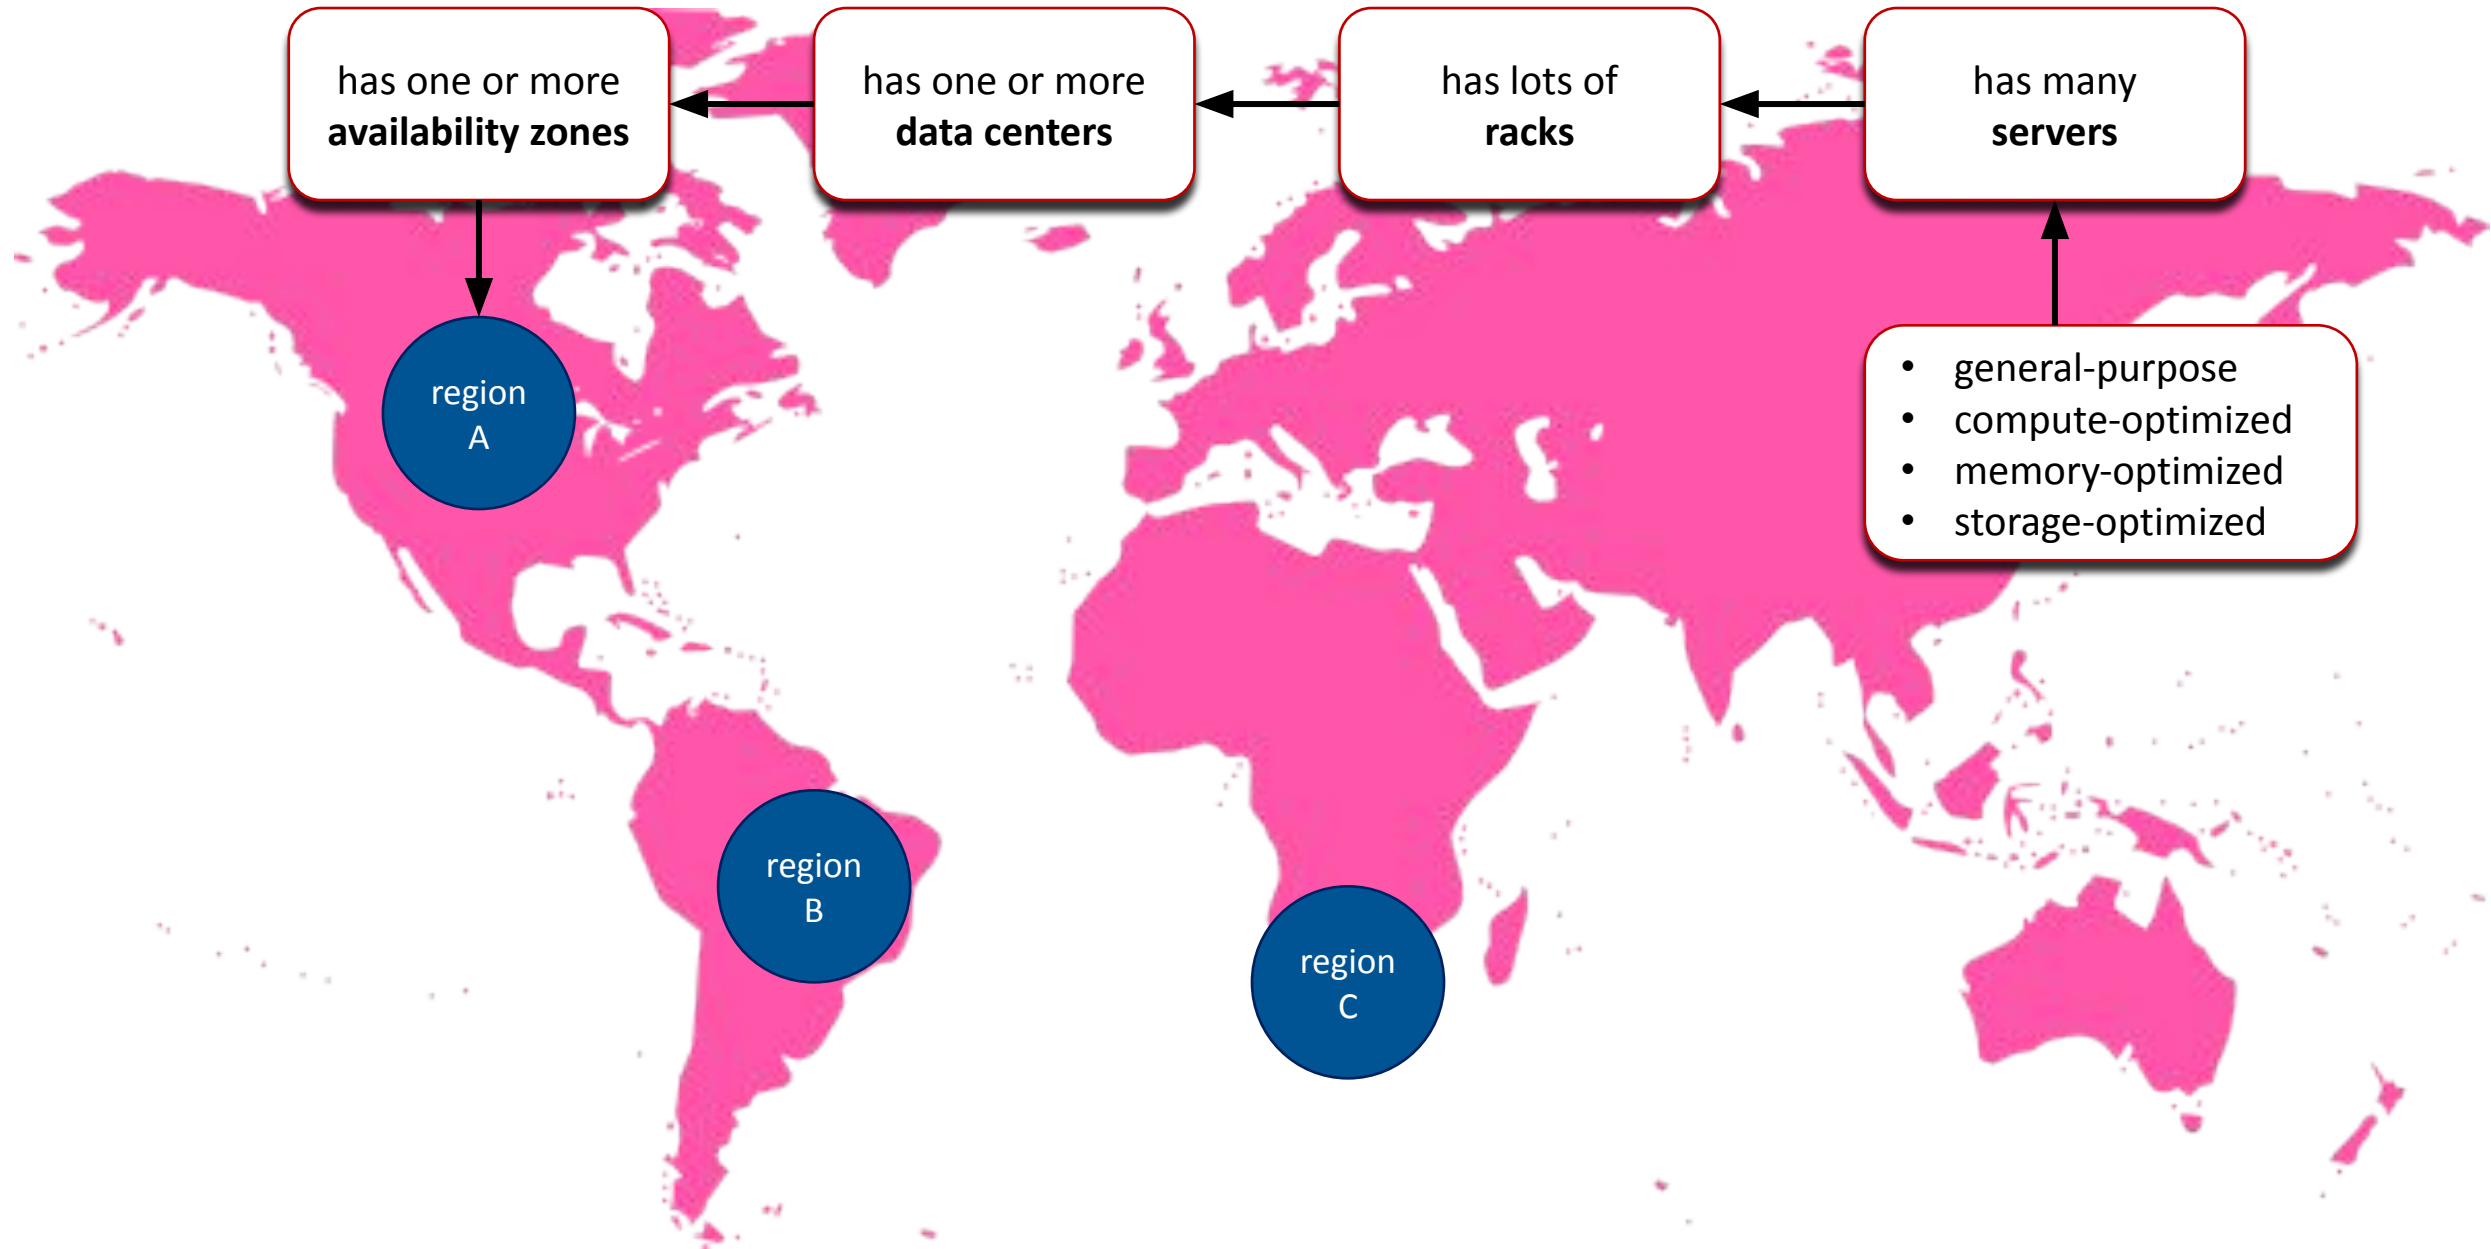 has one or more
availability zones
has one or more
data centers
has lots of
racks
has many
servers
region
A
• general-purpose
• compute-optimized
• memory-optimized
• storage-optimized
region
B
region
C